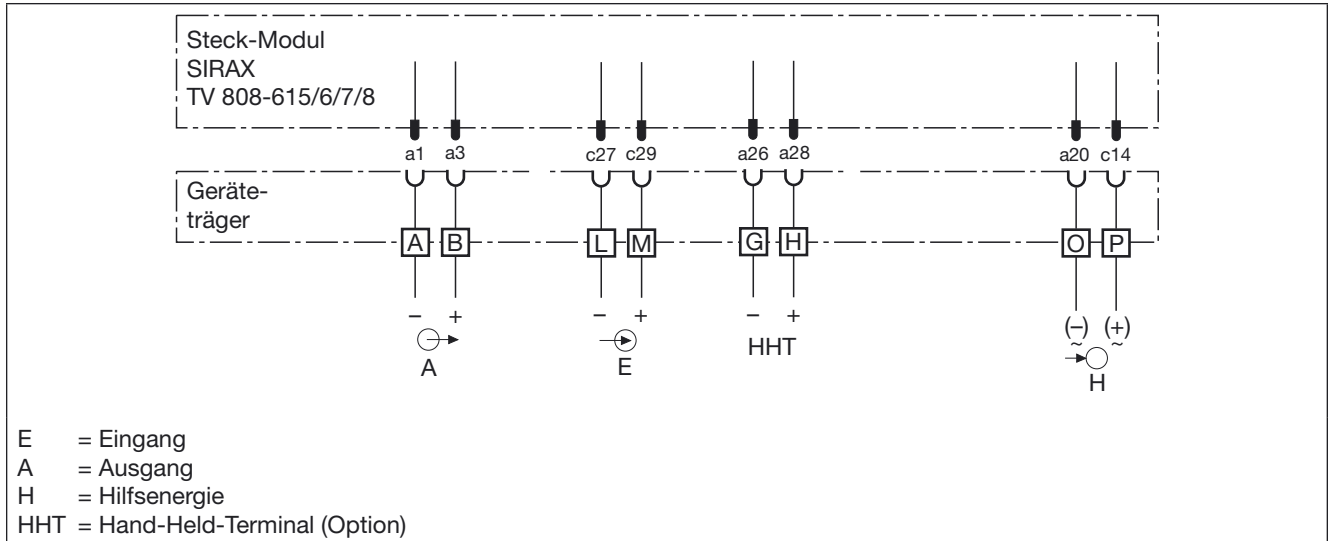 Steck-Modul
SIRAX
TV 808-615/6/7/8
a1 a3 c27 c29 a26 a28 a20 c14
Geräte-
träger
A B L M G H O P
– + – + – + (–) (+)
~ ~
HHT
A E H
E = Eingang
A = Ausgang
H = Hilfsenergie
HHT = Hand-Held-Terminal (Option)